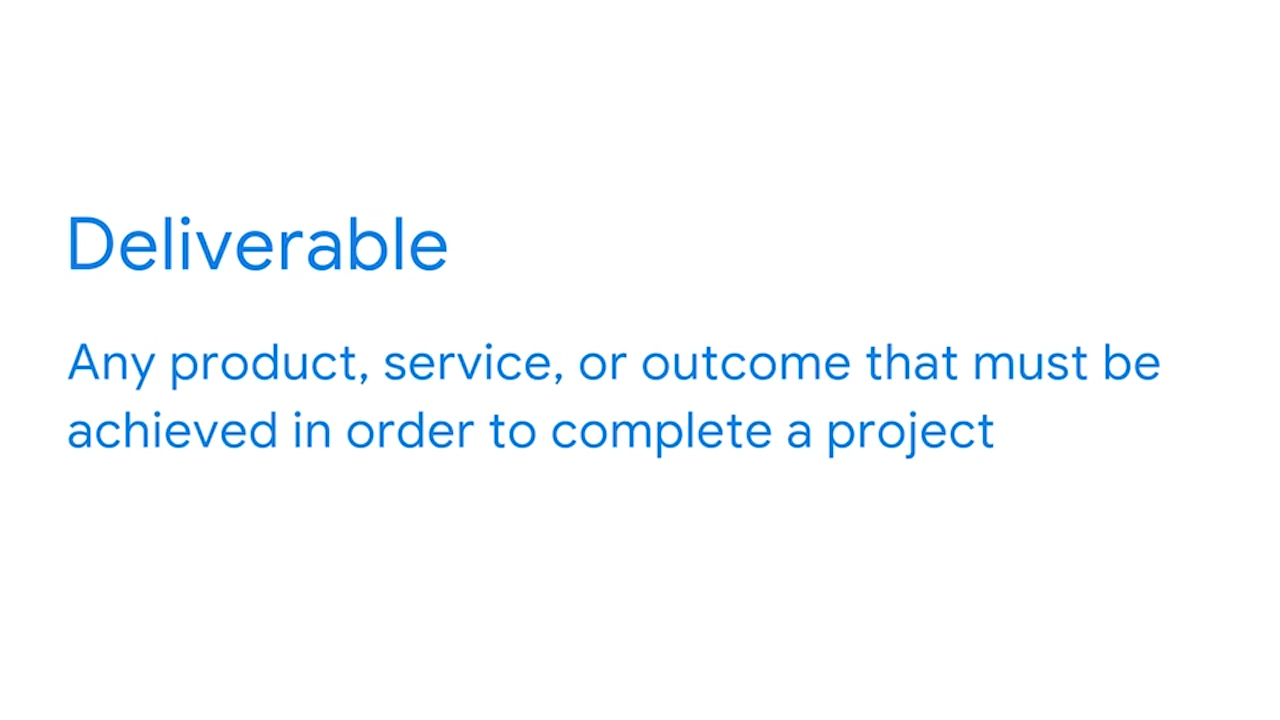 Deliverable
Any product, service, or outcome that must be
achieved in order to complete a project